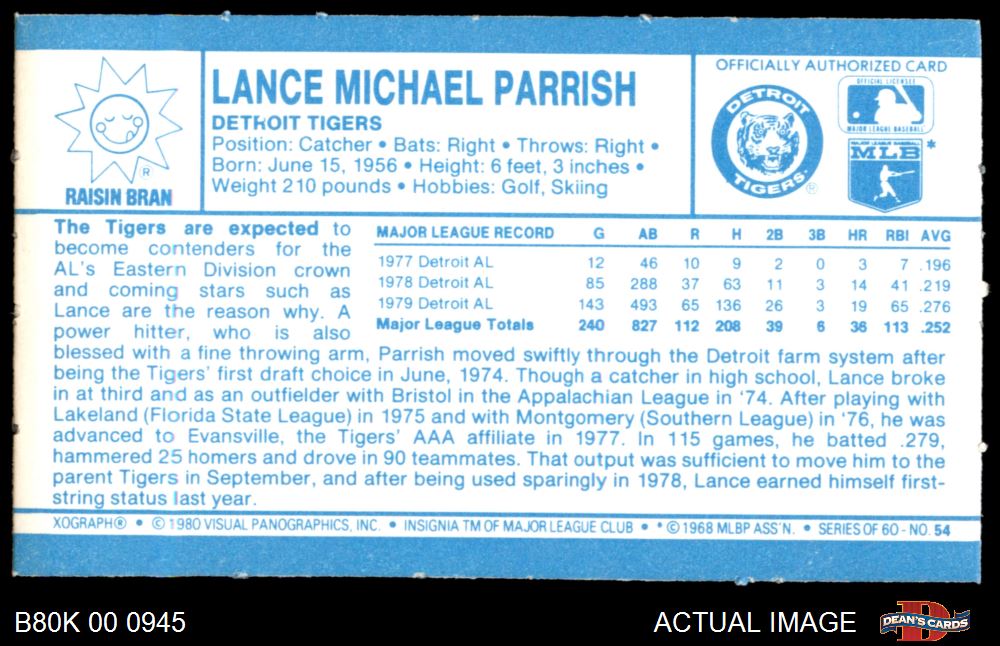 OFFICIALLY AUTHORIZED CARD
LANCE MICHAEL PARRISH
DETROIT TIGERS
Position: Catcher • Bats: Right • Throws: Right •
Born: June 15, 1956 • Height: 6 feet, 3 inches •
Weight 210 pounds • Hobbies: Golf, Skiing
®
RAISIN BRAN
DETROIT
TIGERS
®
OFFICIAL LICENSEE
MAJOR LEAGUE BASEBALL
MAJOR LEAGUE BASEBALL
MLB *
The Tigers are expected to
become contenders for the
AL's Eastern Division crown
and coming stars such as
Lance are the reason why. A
power hitter, who is also
MAJOR LEAGUE RECORD G AB R H 2B 3B HR RBI AVG
1977 Detroit AL 12 46 10 9 2 0 3 7 .196
1978 Detroit AL 85 288 37 63 11 3 14 41 .219
1979 Detroit AL 143 493 65 136 26 3 19 65 .276
Major League Totals 240 827 112 208 39 6 36 113 .252
blessed with a fine throwing arm, Parrish moved swiftly through the Detroit farm system after
being the Tigers' first draft choice in June, 1974. Though a catcher in high school, Lance broke
in at third and as an outfielder with Bristol in the Appalachian League in '74. After playing with
Lakeland (Florida State League) in 1975 and with Montgomery (Southern League) in '76, he was
advanced to Evansville, the Tigers' AAA affiliate in 1977. In 115 games, he batted .279,
hammered 25 homers and drove in 90 teammates. That output was sufficient to move him to the
parent Tigers in September, and after being used sparingly in 1978, Lance earned himself first-
string status last year.
XOGRAPH® • © 1980 VISUAL PANOGRAPHICS, INC. • INSIGNIA TM OF MAJOR LEAGUE CLUB • * © 1968 MLBP ASS'N. • SERIES OF 60 - NO. 54
B80K 00 0945
ACTUAL IMAGE
D
DEAN'S CARDS